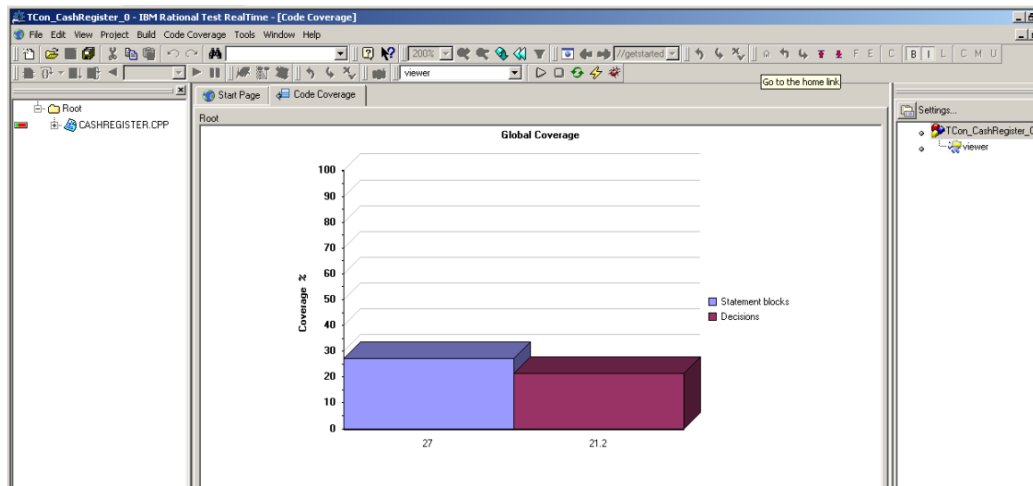 TCon_CashRegister_0 - IBM Rational Test RealTime - [Code Coverage]
File Edit View Project Build Code Coverage Tools Window Help
200% //getstarted F E C B I L C M U
viewer
Go to the home link
Root
CASHREGISTER.CPP
Start Page Code Coverage
Root
Global Coverage
100
90
80
70
60
50
40
30
20
10
0
Coverage %
27 21.2
Statement blocks
Decisions
Settings...
TCon_CashRegister_0
viewer